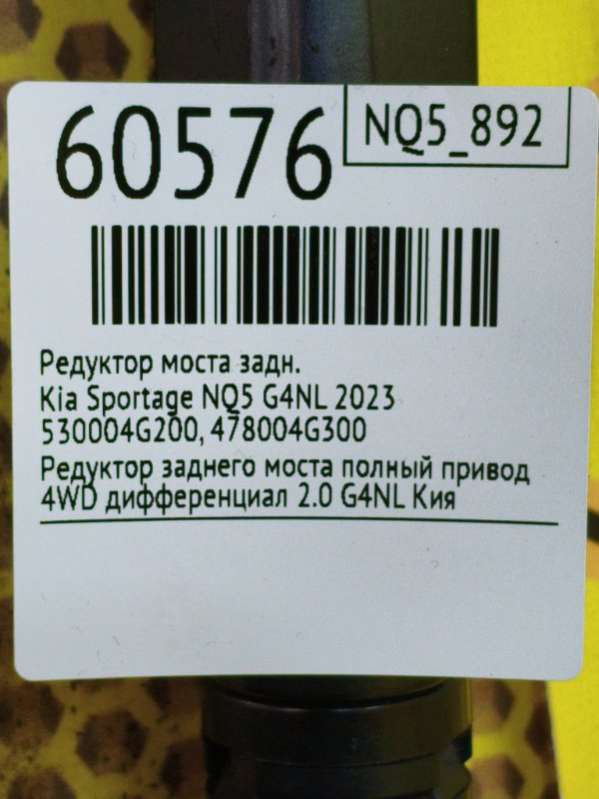 60576
NQ5_892
Редуктор моста задн.
Kia Sportage NQ5 G4NL 2023
530004G200, 478004G300
Редуктор заднего моста полный привод
4WD дифференциал 2.0 G4NL Кия